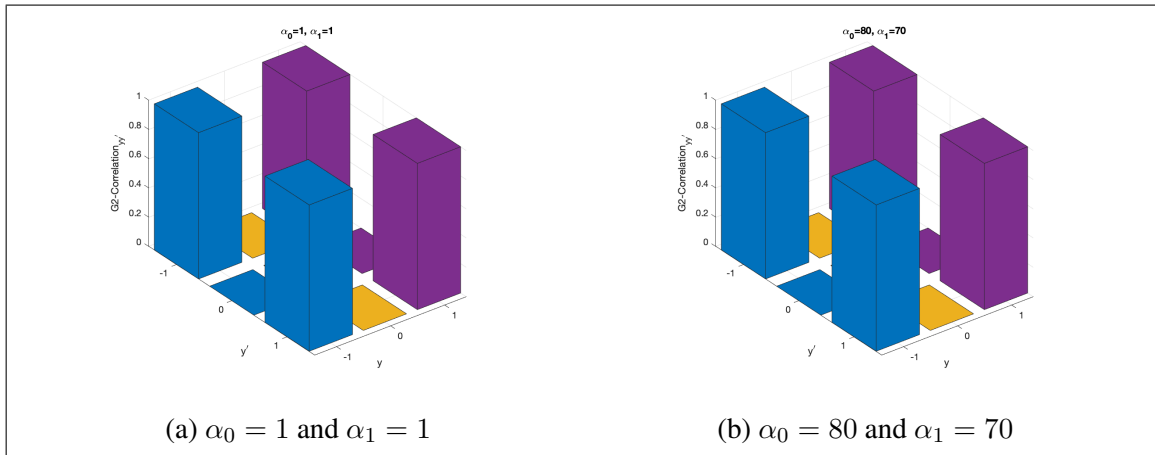 α₀=1, α₁=1
1
0.8
0.6
0.4
0.2
0
G2-Correlation_yy'
-1
0
1
y'
-1
0
1
y
(a) α₀ = 1 and α₁ = 1
α₀=80, α₁=70
1
0.8
0.6
0.4
0.2
0
G2-Correlation_yy'
-1
0
1
y'
-1
0
1
y
(b) α₀ = 80 and α₁ = 70